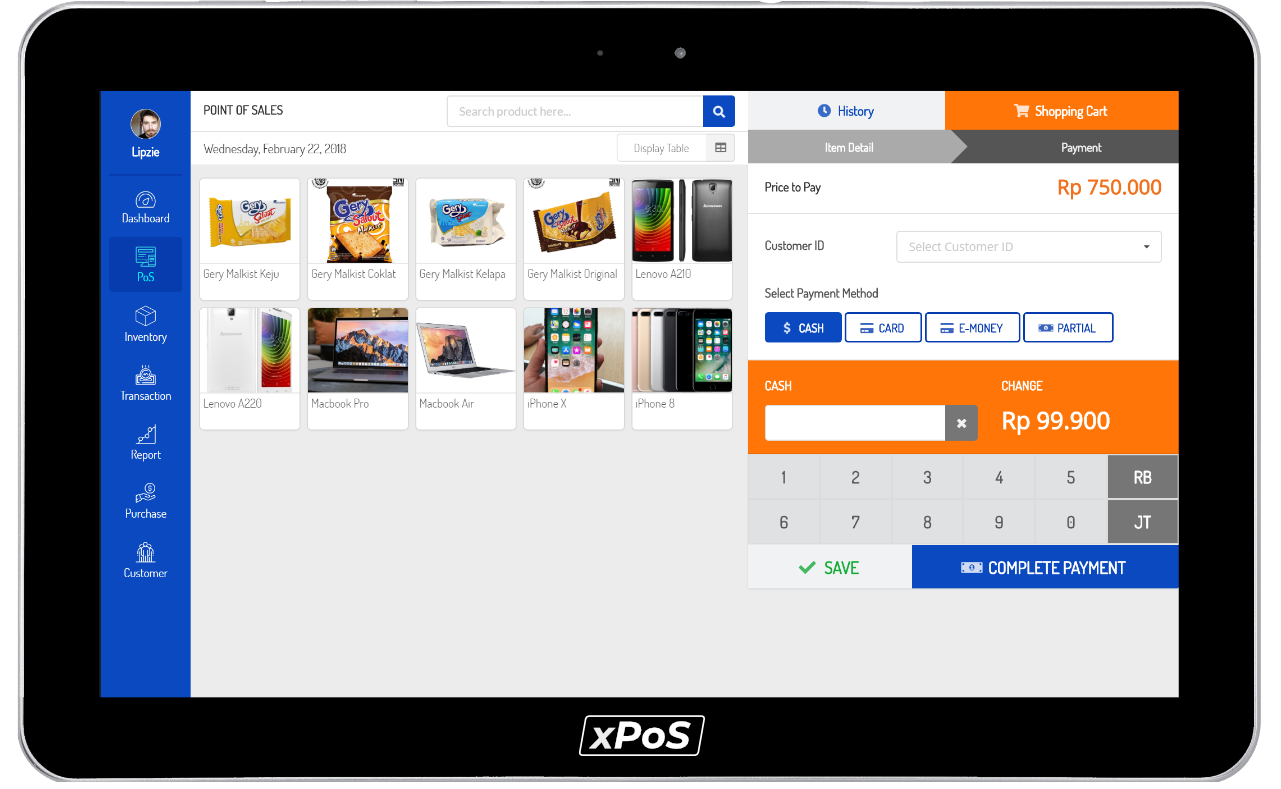 Lipzie
Dashboard
PoS
Inventory
Transaction
Report
Purchase
Customer
POINT OF SALES
Search product here...
Wednesday, February 22, 2018
Display Table
Gery Malkist Keju
Gery Malkist Coklat
Gery Malkist Kelapa
Gery Malkist Original
Lenovo A210
Lenovo A220
Macbook Pro
Macbook Air
iPhone X
iPhone 8
History
Shopping Cart
Item Detail
Payment
Price to Pay
Rp 750.000
Customer ID
Select Customer ID
Select Payment Method
$ CASH
CARD
E-MONEY
PARTIAL
CASH
CHANGE
Rp 99.900
1 2 3 4 5 RB
6 7 8 9 0 JT
SAVE
COMPLETE PAYMENT
xPoS